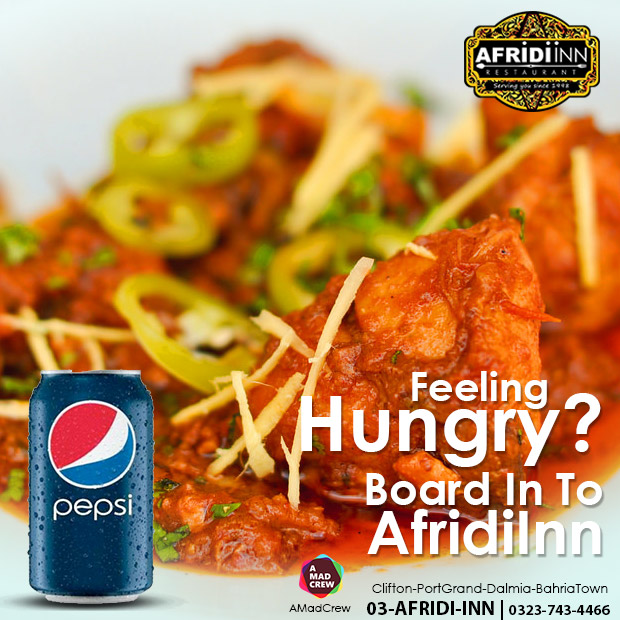 AFRIDI INN
RESTAURANT
Serving you since 1998
Feeling
Hungry?
Board In To
AfridiInn
pepsi
A
MAD
CREW
AMadCrew
Clifton-PortGrand-Dalmia-BahriaTown
03-AFRIDI-INN | 0323-743-4466